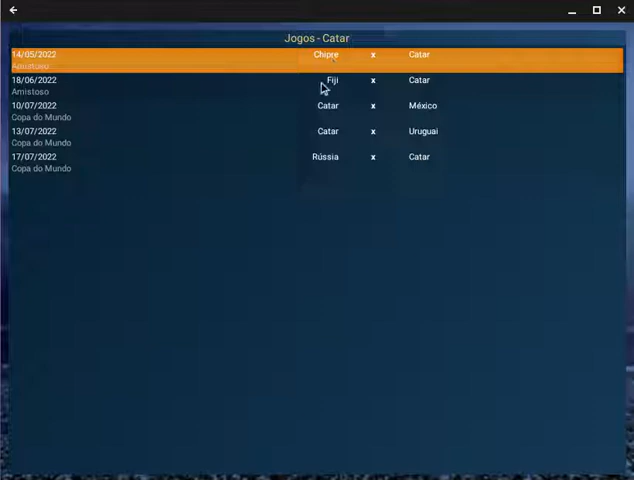 Jogos - Catar
14/05/2022 Chipre x Catar
Amistoso
18/06/2022 Fiji x Catar
Amistoso
10/07/2022 Catar x México
Copa do Mundo
13/07/2022 Catar x Uruguai
Copa do Mundo
17/07/2022 Rússia x Catar
Copa do Mundo